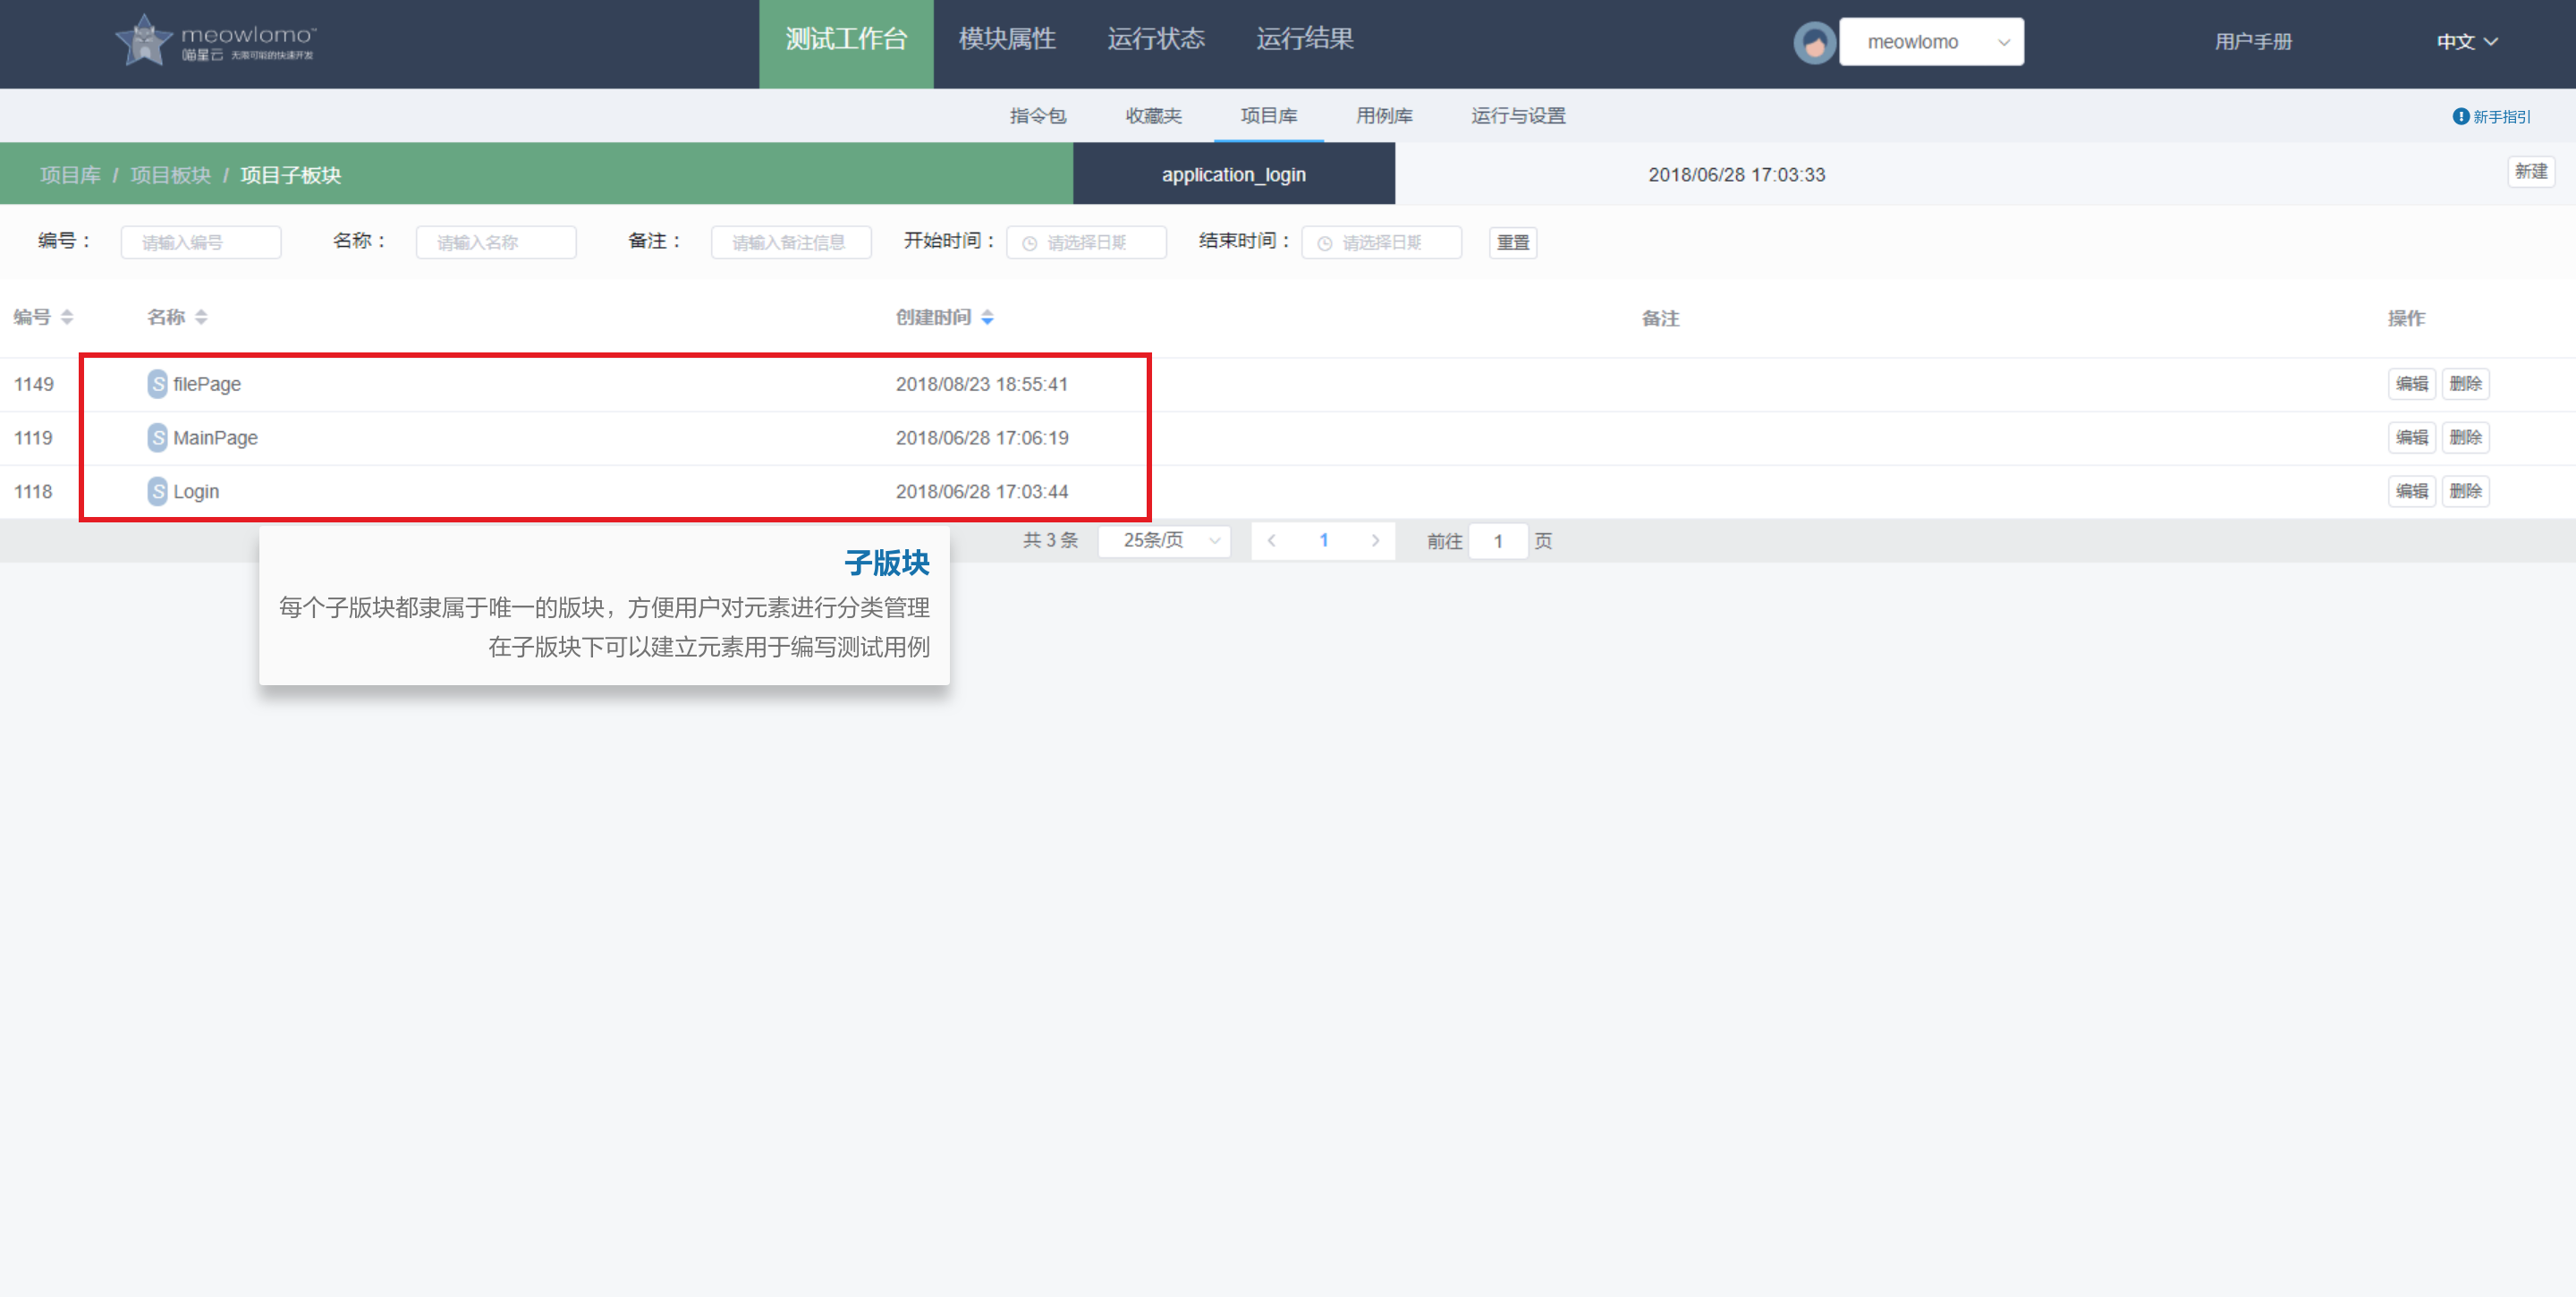 meowlomo™
喵星云 无限可能的快速开发
测试工作台 模块属性 运行状态 运行结果
meowlomo
用户手册
中文
指令包 收藏夹 项目库 用例库 运行与设置
新手指引
项目库 / 项目板块 / 项目子板块
application_login
2018/06/28 17:03:33
新建
编号： 请输入编号 名称： 请输入名称 备注： 请输入备注信息 开始时间： 请选择日期 结束时间： 请选择日期 重置
编号 名称 创建时间 备注 操作
1149 S filePage 2018/08/23 18:55:41 编辑 删除
1119 S MainPage 2018/06/28 17:06:19 编辑 删除
1118 S Login 2018/06/28 17:03:44 编辑 删除
共 3 条 25条/页 1 前往 1 页
子版块
每个子版块都隶属于唯一的版块，方便用户对元素进行分类管理
在子版块下可以建立元素用于编写测试用例